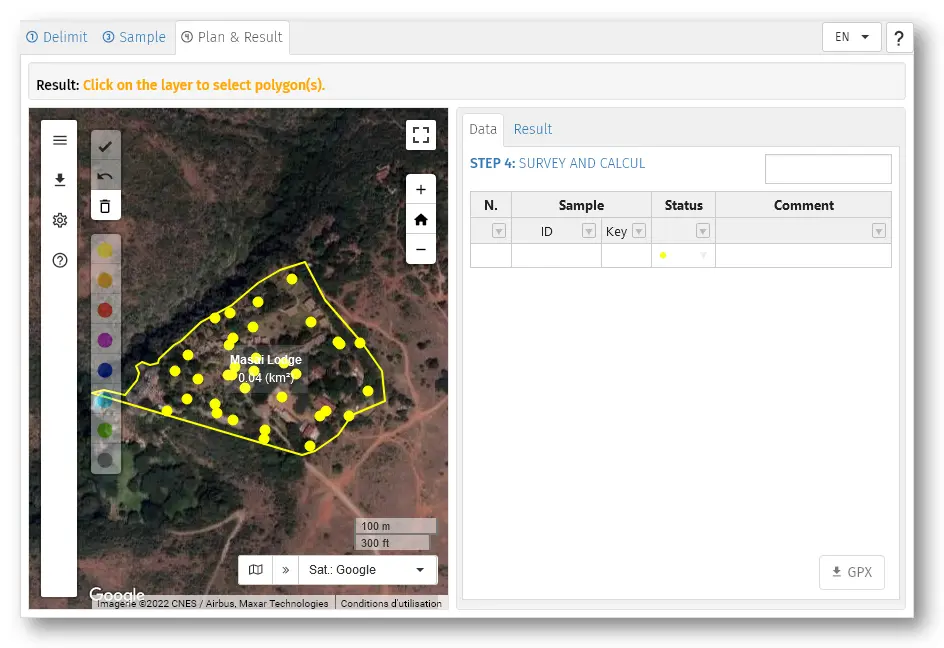 ① Delimit ③ Sample ④ Plan & Result
EN ?
Result: Click on the layer to select polygon(s).
Data Result
STEP 4: SURVEY AND CALCUL
N. Sample Status Comment
ID Key
+
−
Masai Lodge
0.04 (km²)
100 m
300 ft
» Sat.: Google
GPX
Google
Imagerie ©2022 CNES / Airbus, Maxar Technologies Conditions d'utilisation